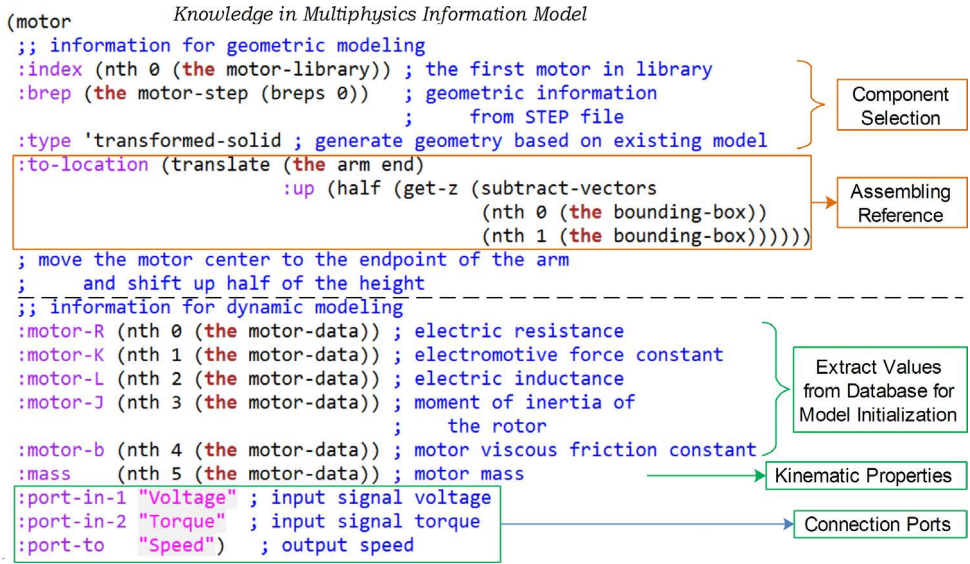 Knowledge in Multiphysics Information Model
(motor
;; information for geometric modeling
:index (nth 0 (the motor-library)) ; the first motor in library
:brep (the motor-step (breps 0)) ; geometric information
; from STEP file
:type 'transformed-solid ; generate geometry based on existing model
Component
Selection
:to-location (translate (the arm end)
:up (half (get-z (subtract-vectors
(nth 0 (the bounding-box))
(nth 1 (the bounding-box))))))
Assembling
Reference
; move the motor center to the endpoint of the arm
; and shift up half of the height
;; information for dynamic modeling
:motor-R (nth 0 (the motor-data)) ; electric resistance
:motor-K (nth 1 (the motor-data)) ; electromotive force constant
:motor-L (nth 2 (the motor-data)) ; electric inductance
:motor-J (nth 3 (the motor-data)) ; moment of inertia of
; the rotor
:motor-b (nth 4 (the motor-data)) ; motor viscous friction constant
Extract Values
from Database for
Model Initialization
:mass (nth 5 (the motor-data)) ; motor mass
Kinematic Properties
:port-in-1 "Voltage" ; input signal voltage
:port-in-2 "Torque" ; input signal torque
:port-to "Speed") ; output speed
Connection Ports